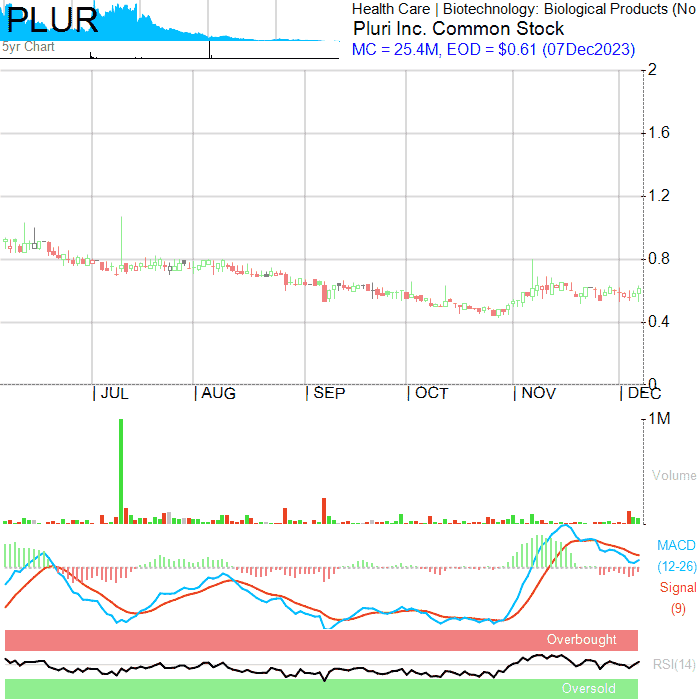 PLUR
5yr Chart
Health Care | Biotechnology: Biological Products (No
Pluri Inc. Common Stock
MC = 25.4M, EOD = $0.61 (07Dec2023)
2
1.6
1.2
0.8
0.4
0
| JUL | AUG | SEP | OCT | NOV | DEC
1M
Volume
MACD
(12-26)
Signal
(9)
Overbought
RSI(14)
Oversold